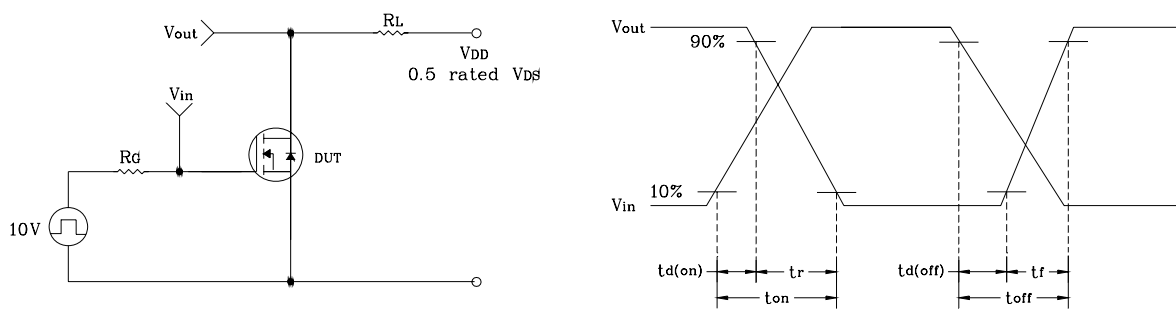 Vout
RL
VDD
0.5 rated VDS
Vin
RG
DUT
10V
Vout
90%
10%
Vin
td(on)
tr
ton
td(off)
tf
toff